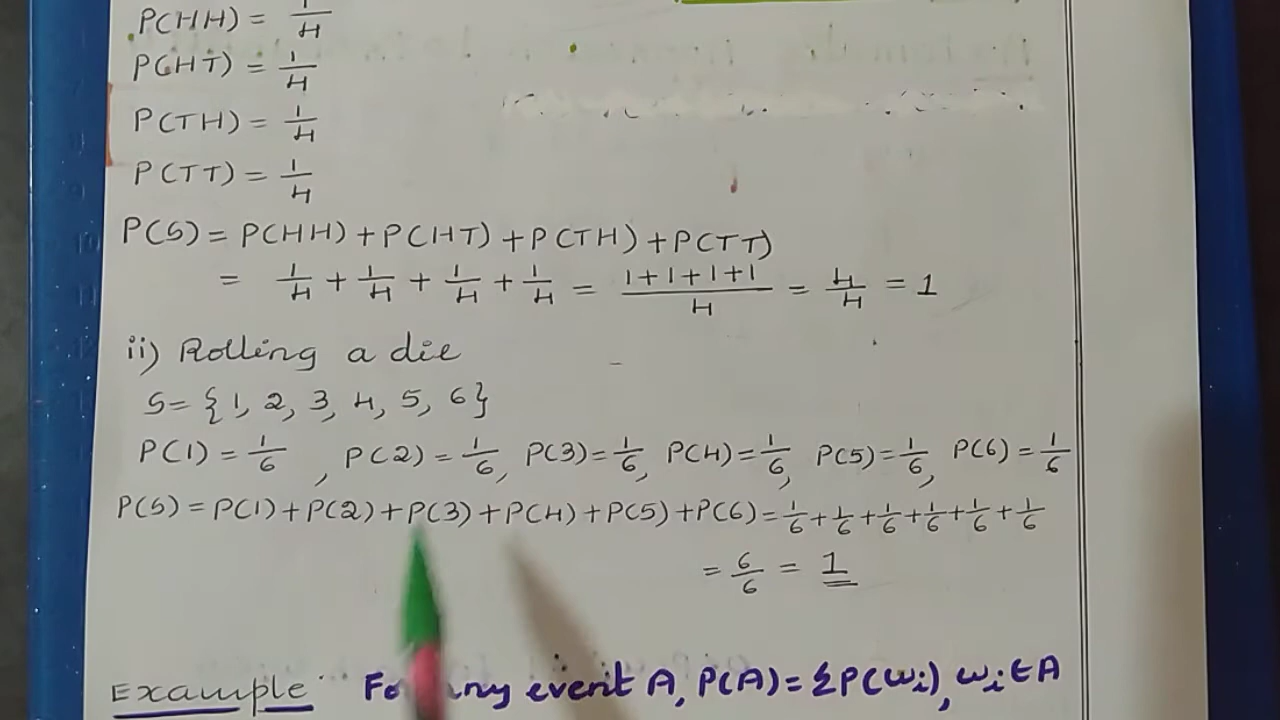 P(HH) = 1/4
P(HT) = 1/4
P(TH) = 1/4
P(TT) = 1/4
P(S) = P(HH) + P(HT) + P(TH) + P(TT)
= 1/4 + 1/4 + 1/4 + 1/4 = (1+1+1+1)/4 = 4/4 = 1
ii) Rolling a die
S = {1, 2, 3, 4, 5, 6}
P(1) = 1/6, P(2) = 1/6, P(3) = 1/6, P(4) = 1/6, P(5) = 1/6, P(6) = 1/6
P(S) = P(1) + P(2) + P(3) + P(4) + P(5) + P(6) = 1/6 + 1/6 + 1/6 + 1/6 + 1/6 + 1/6
= 6/6 = 1
Example: event A, P(A) = ΣP(ωi), ωi ∈ A